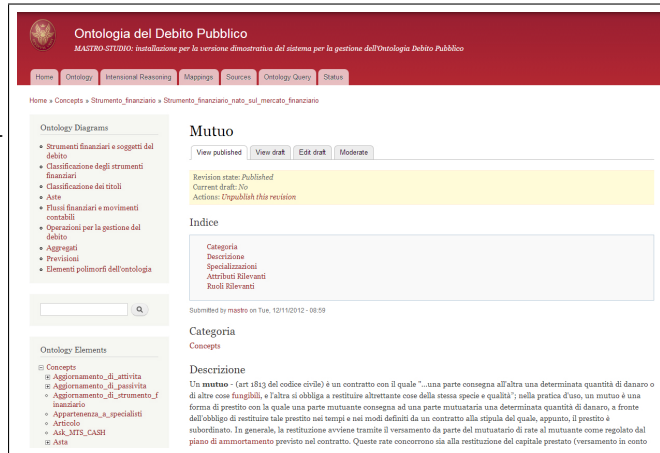 Ontologia del Debito Pubblico
MASTRO-STUDIO: installazione per la versione dimostrativa del sistema per la gestione dell'Ontologia Debito Pubblico
Home Ontology Intensional Reasoning Mappings Sources Ontology Query Status
Home » Concepts » Strumento_finanziario » Strumento_finanziario_nato_sul_mercato_finanziario
Ontology Diagrams
Strumenti finanziari e soggetti del
debito
Classificazione degli strumenti
finanziari
Classificazione dei titoli
Aste
Flussi finanziari e movimenti
contabili
Operazioni per la gestione del
debito
Aggregati
Previsioni
Elementi polimorfi dell'ontologia
Ontology Elements
Concepts
Aggiornamento_di_attivita
Aggiornamento_di_passivita
Aggiornamento_di_strumento_f
inanziario
Appartenenza_a_specialisti
Articolo
Ask_MTS_CASH
Asta
Mutuo
View published View draft Edit draft Moderate
Revision state: Published
Current draft: No
Actions: Unpublish this revision
Indice
Categoria
Descrizione
Specializzazioni
Attributi Rilevanti
Ruoli Rilevanti
Submitted by mastro on Tue, 12/11/2012 - 08:59
Categoria
Concepts
Descrizione
Un mutuo - (art 1813 del codice civile) è un contratto con il quale "...una parte consegna all'altra una determinata quantità di danaro o
di altre cose fungibili, e l'altra si obbliga a restituire altrettante cose della stessa specie e qualità"; nella pratica d'uso, un mutuo è una
forma di prestito con la quale una parte mutuante consegna ad una parte mutuataria una determinata quantità di danaro, a fronte
dell'obbligo di restituire tale prestito nei tempi e nei modi definiti da un contratto alla stipula del quale, appunto, il prestito è
subordinato. In generale, la restituzione avviene tramite il versamento da parte del mutuatario di rate al mutuante come regolato dal
piano di ammortamento previsto nel contratto. Queste rate concorrono sia alla restituzione del capitale prestato (versamento in conto